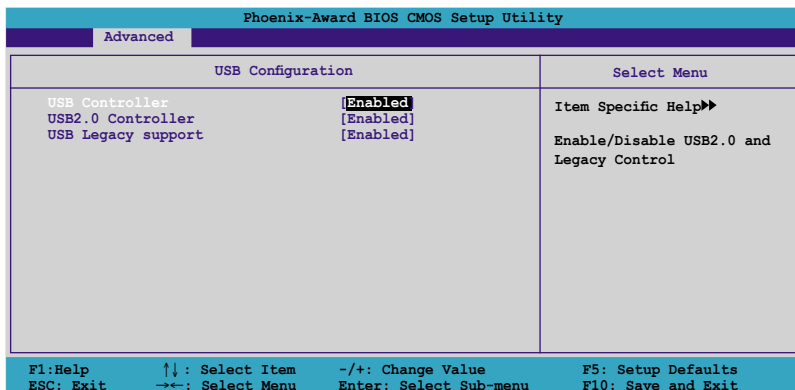 Phoenix-Award BIOS CMOS Setup Utility
Advanced
USB Configuration
Select Menu
USB Controller [Enabled]
USB2.0 Controller [Enabled]
USB Legacy support [Enabled]
Item Specific Help▶▶
Enable/Disable USB2.0 and
Legacy Control
F1:Help ↑↓ : Select Item -/+: Change Value F5: Setup Defaults
ESC: Exit →←: Select Menu Enter: Select Sub-menu F10: Save and Exit